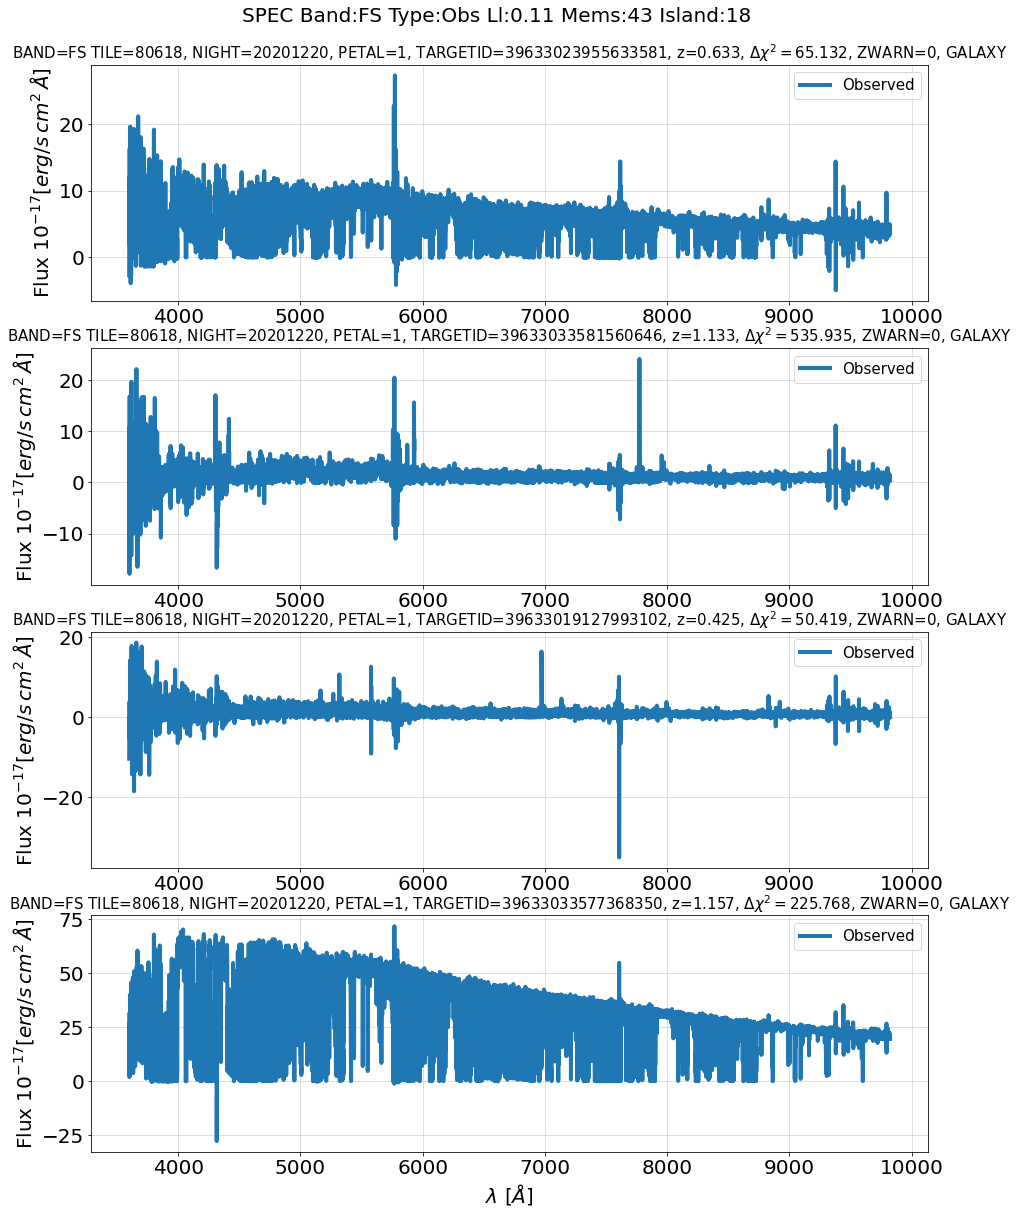 SPEC Band:FS Type:Obs Ll:0.11 Mems:43 Island:18
BAND=FS TILE=80618, NIGHT=20201220, PETAL=1, TARGETID=39633023955633581, z=0.633, Δχ² = 65.132, ZWARN=0, GALAXY
Flux 10⁻¹⁷[erg/s cm² Å]
20
10
0
Observed
4000 5000 6000 7000 8000 9000 10000
BAND=FS TILE=80618, NIGHT=20201220, PETAL=1, TARGETID=39633033581560646, z=1.133, Δχ² = 535.935, ZWARN=0, GALAXY
Flux 10⁻¹⁷[erg/s cm² Å]
20
10
0
−10
Observed
4000 5000 6000 7000 8000 9000 10000
BAND=FS TILE=80618, NIGHT=20201220, PETAL=1, TARGETID=39633019127993102, z=0.425, Δχ² = 50.419, ZWARN=0, GALAXY
Flux 10⁻¹⁷[erg/s cm² Å]
20
0
−20
Observed
4000 5000 6000 7000 8000 9000 10000
BAND=FS TILE=80618, NIGHT=20201220, PETAL=1, TARGETID=39633033577368350, z=1.157, Δχ² = 225.768, ZWARN=0, GALAXY
Flux 10⁻¹⁷[erg/s cm² Å]
75
50
25
0
−25
Observed
4000 5000 6000 7000 8000 9000 10000
λ [Å]